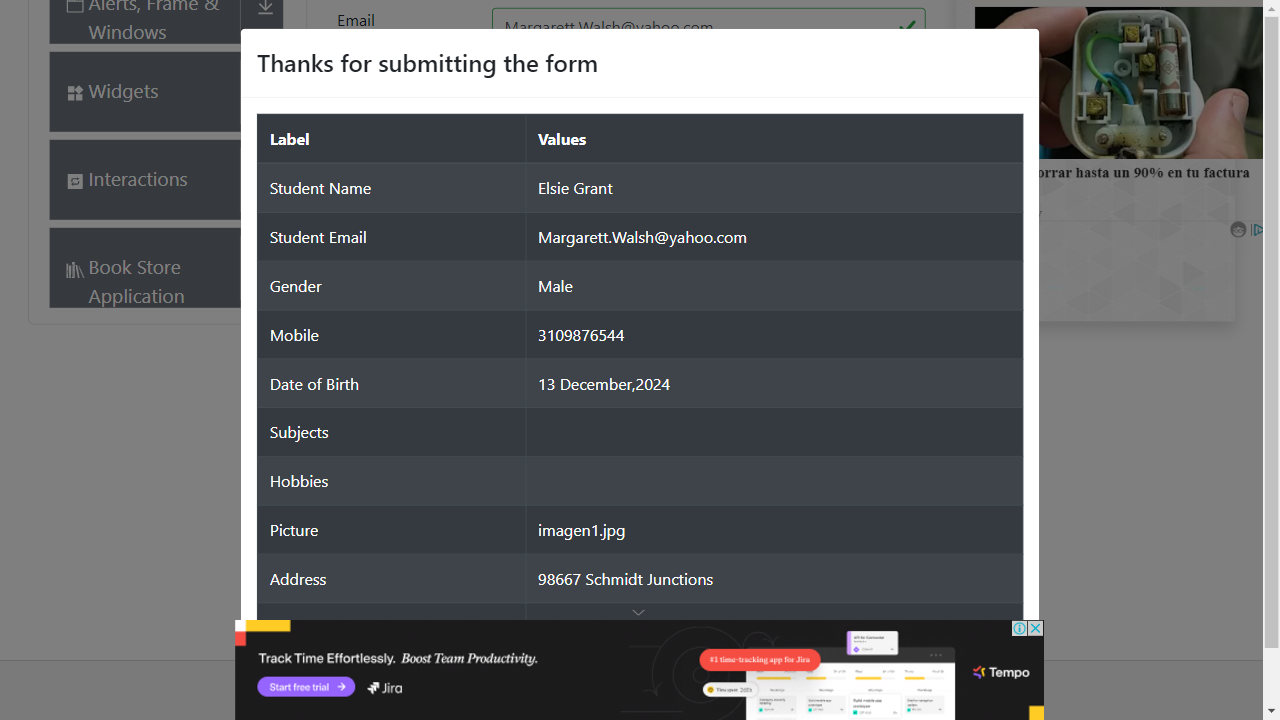 Alerts, Frame &
Windows
Widgets
Interactions
Book Store
Application
Email
Margarett.Walsh@yahoo.com
Thanks for submitting the form
Label Values
Student Name Elsie Grant
Student Email Margarett.Walsh@yahoo.com
Gender Male
Mobile 3109876544
Date of Birth 13 December,2024
Subjects
Hobbies
Picture imagen1.jpg
Address 98667 Schmidt Junctions
orrar hasta un 90% en tu factura
Track Time Effortlessly. Boost Team Productivity.
Start free trial
Jira
#1 time-tracking app for Jira
Tempo